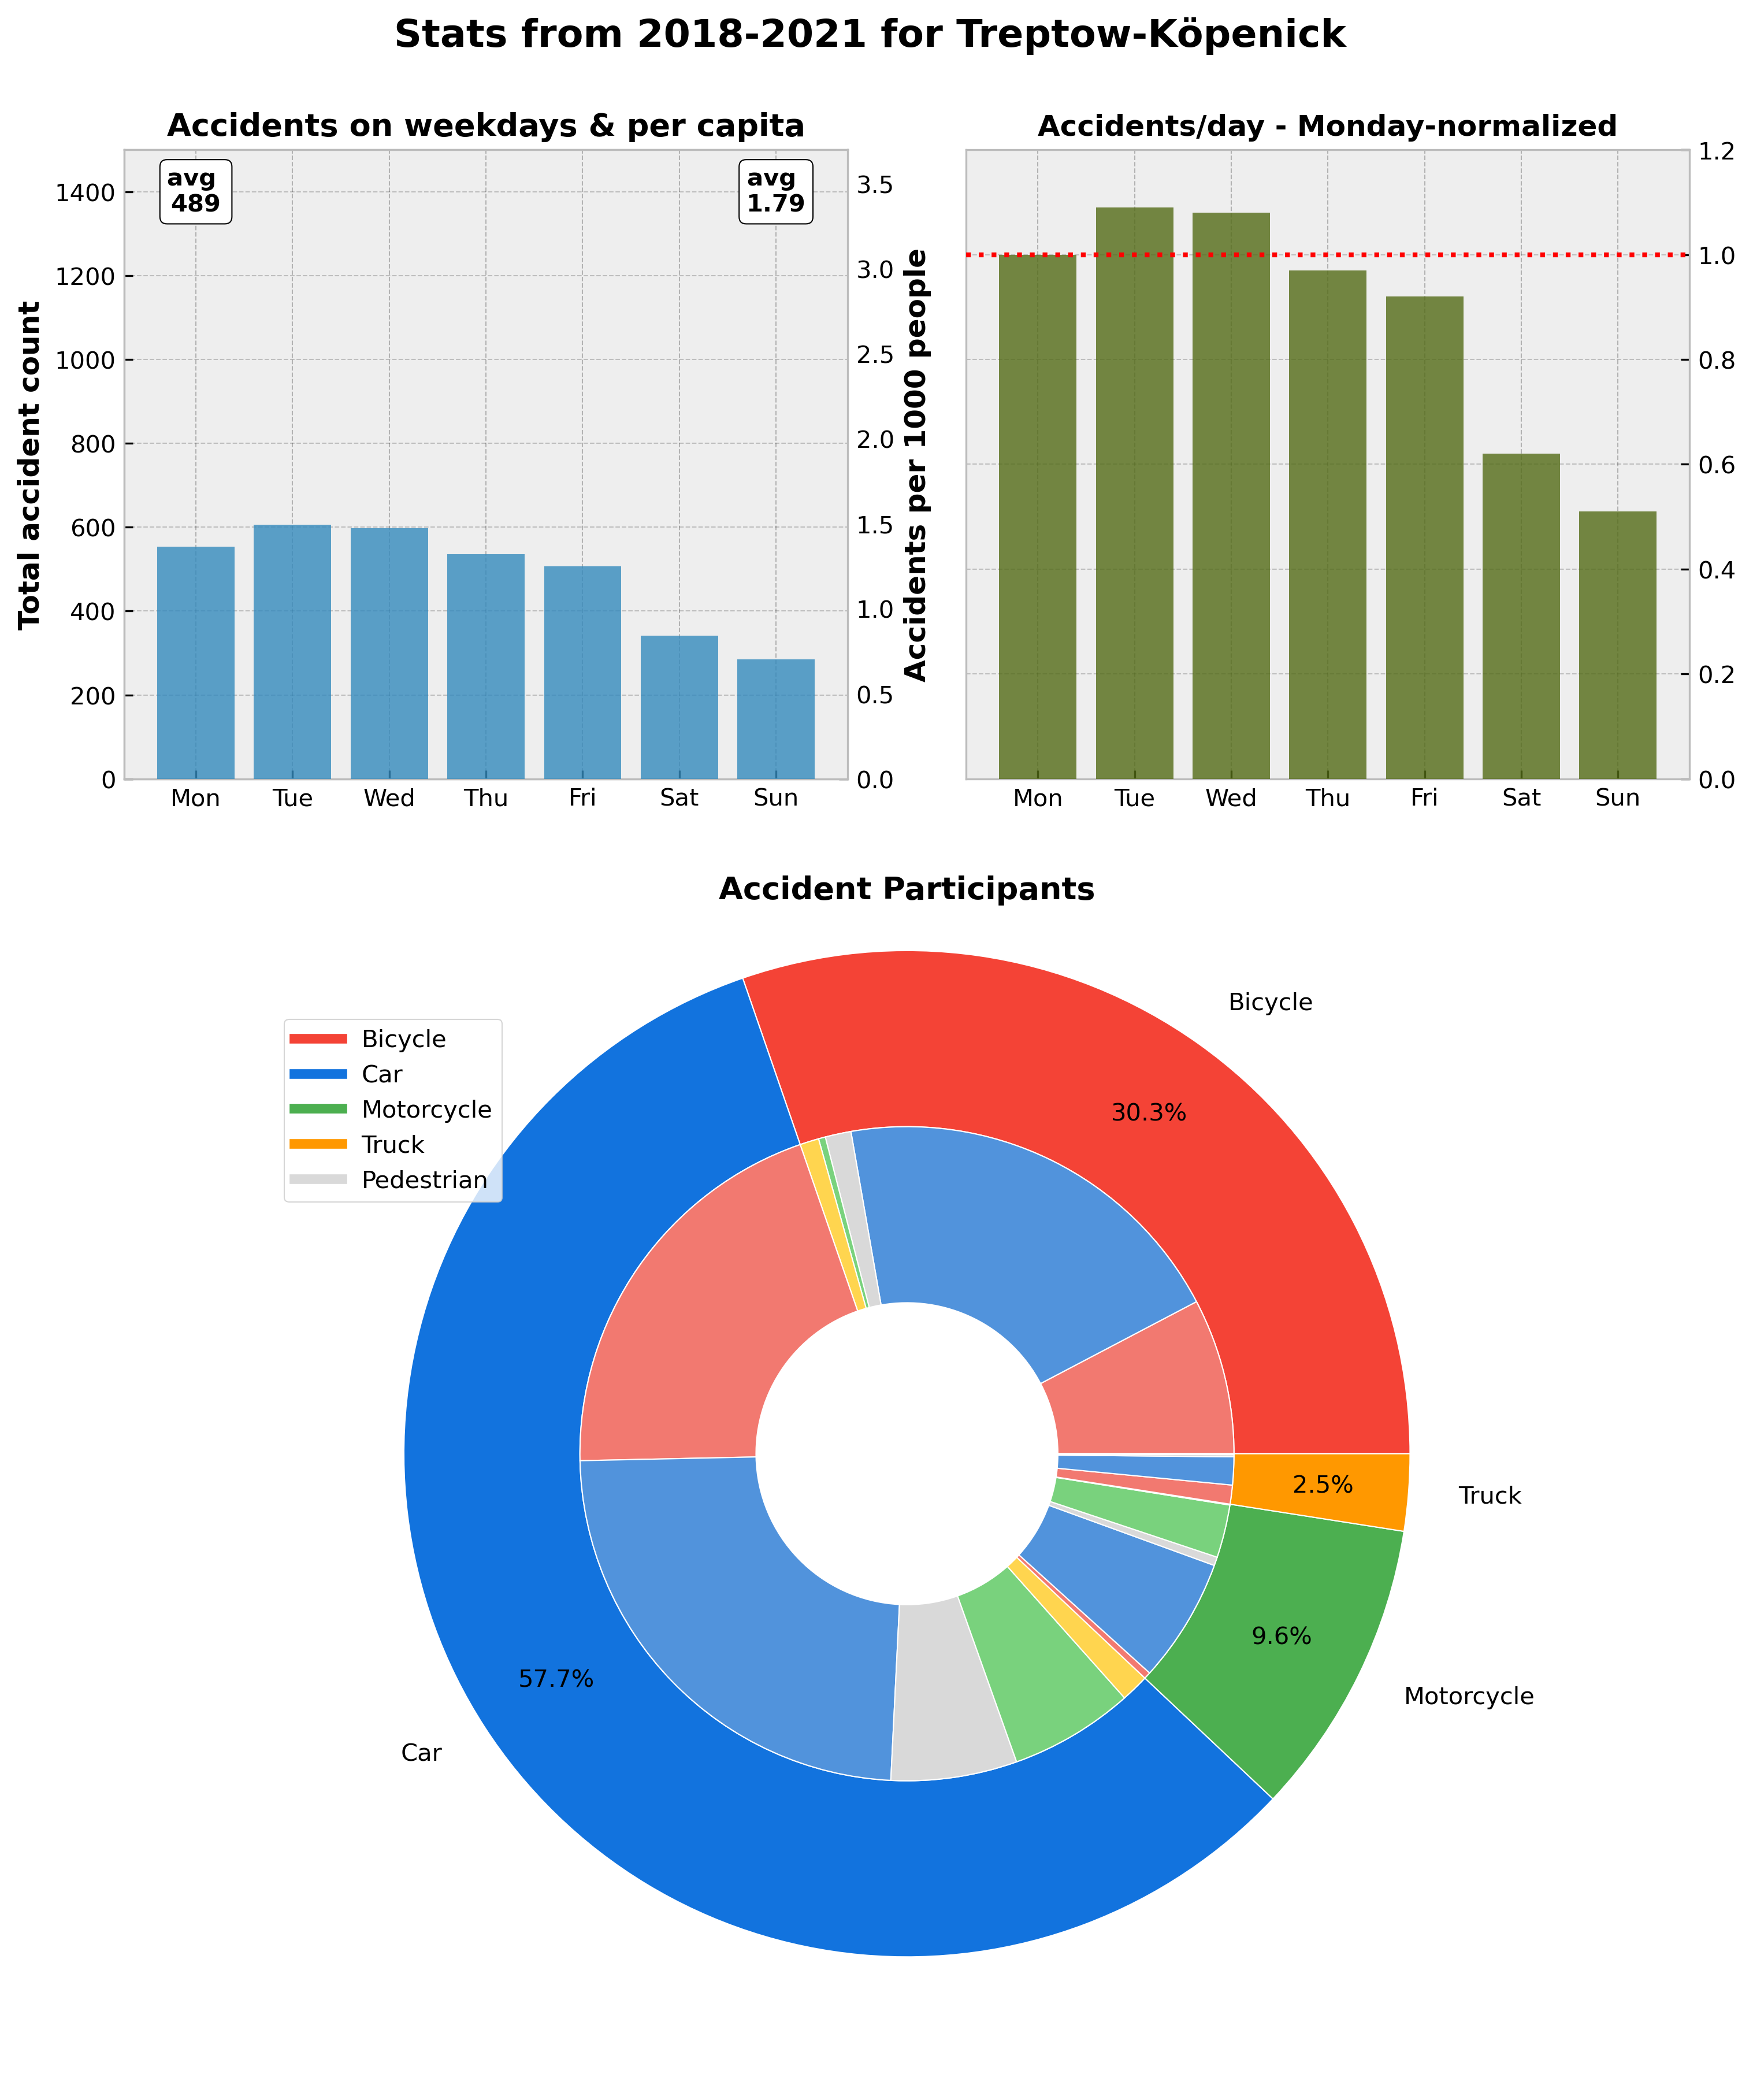 Stats from 2018-2021 for Treptow-Köpenick
Accidents on weekdays & per capita
Total accident count
1400
1200
1000
800
600
400
200
0
avg
489
avg
1.79
3.5
3.0
2.5
2.0
1.5
1.0
0.5
0.0
Accidents per 1000 people
Mon Tue Wed Thu Fri Sat Sun
Accidents/day - Monday-normalized
1.2
1.0
0.8
0.6
0.4
0.2
0.0
Mon Tue Wed Thu Fri Sat Sun
Accident Participants
Bicycle
Car
Motorcycle
Truck
Pedestrian
Bicycle
30.3%
2.5%
Truck
9.6%
Motorcycle
57.7%
Car